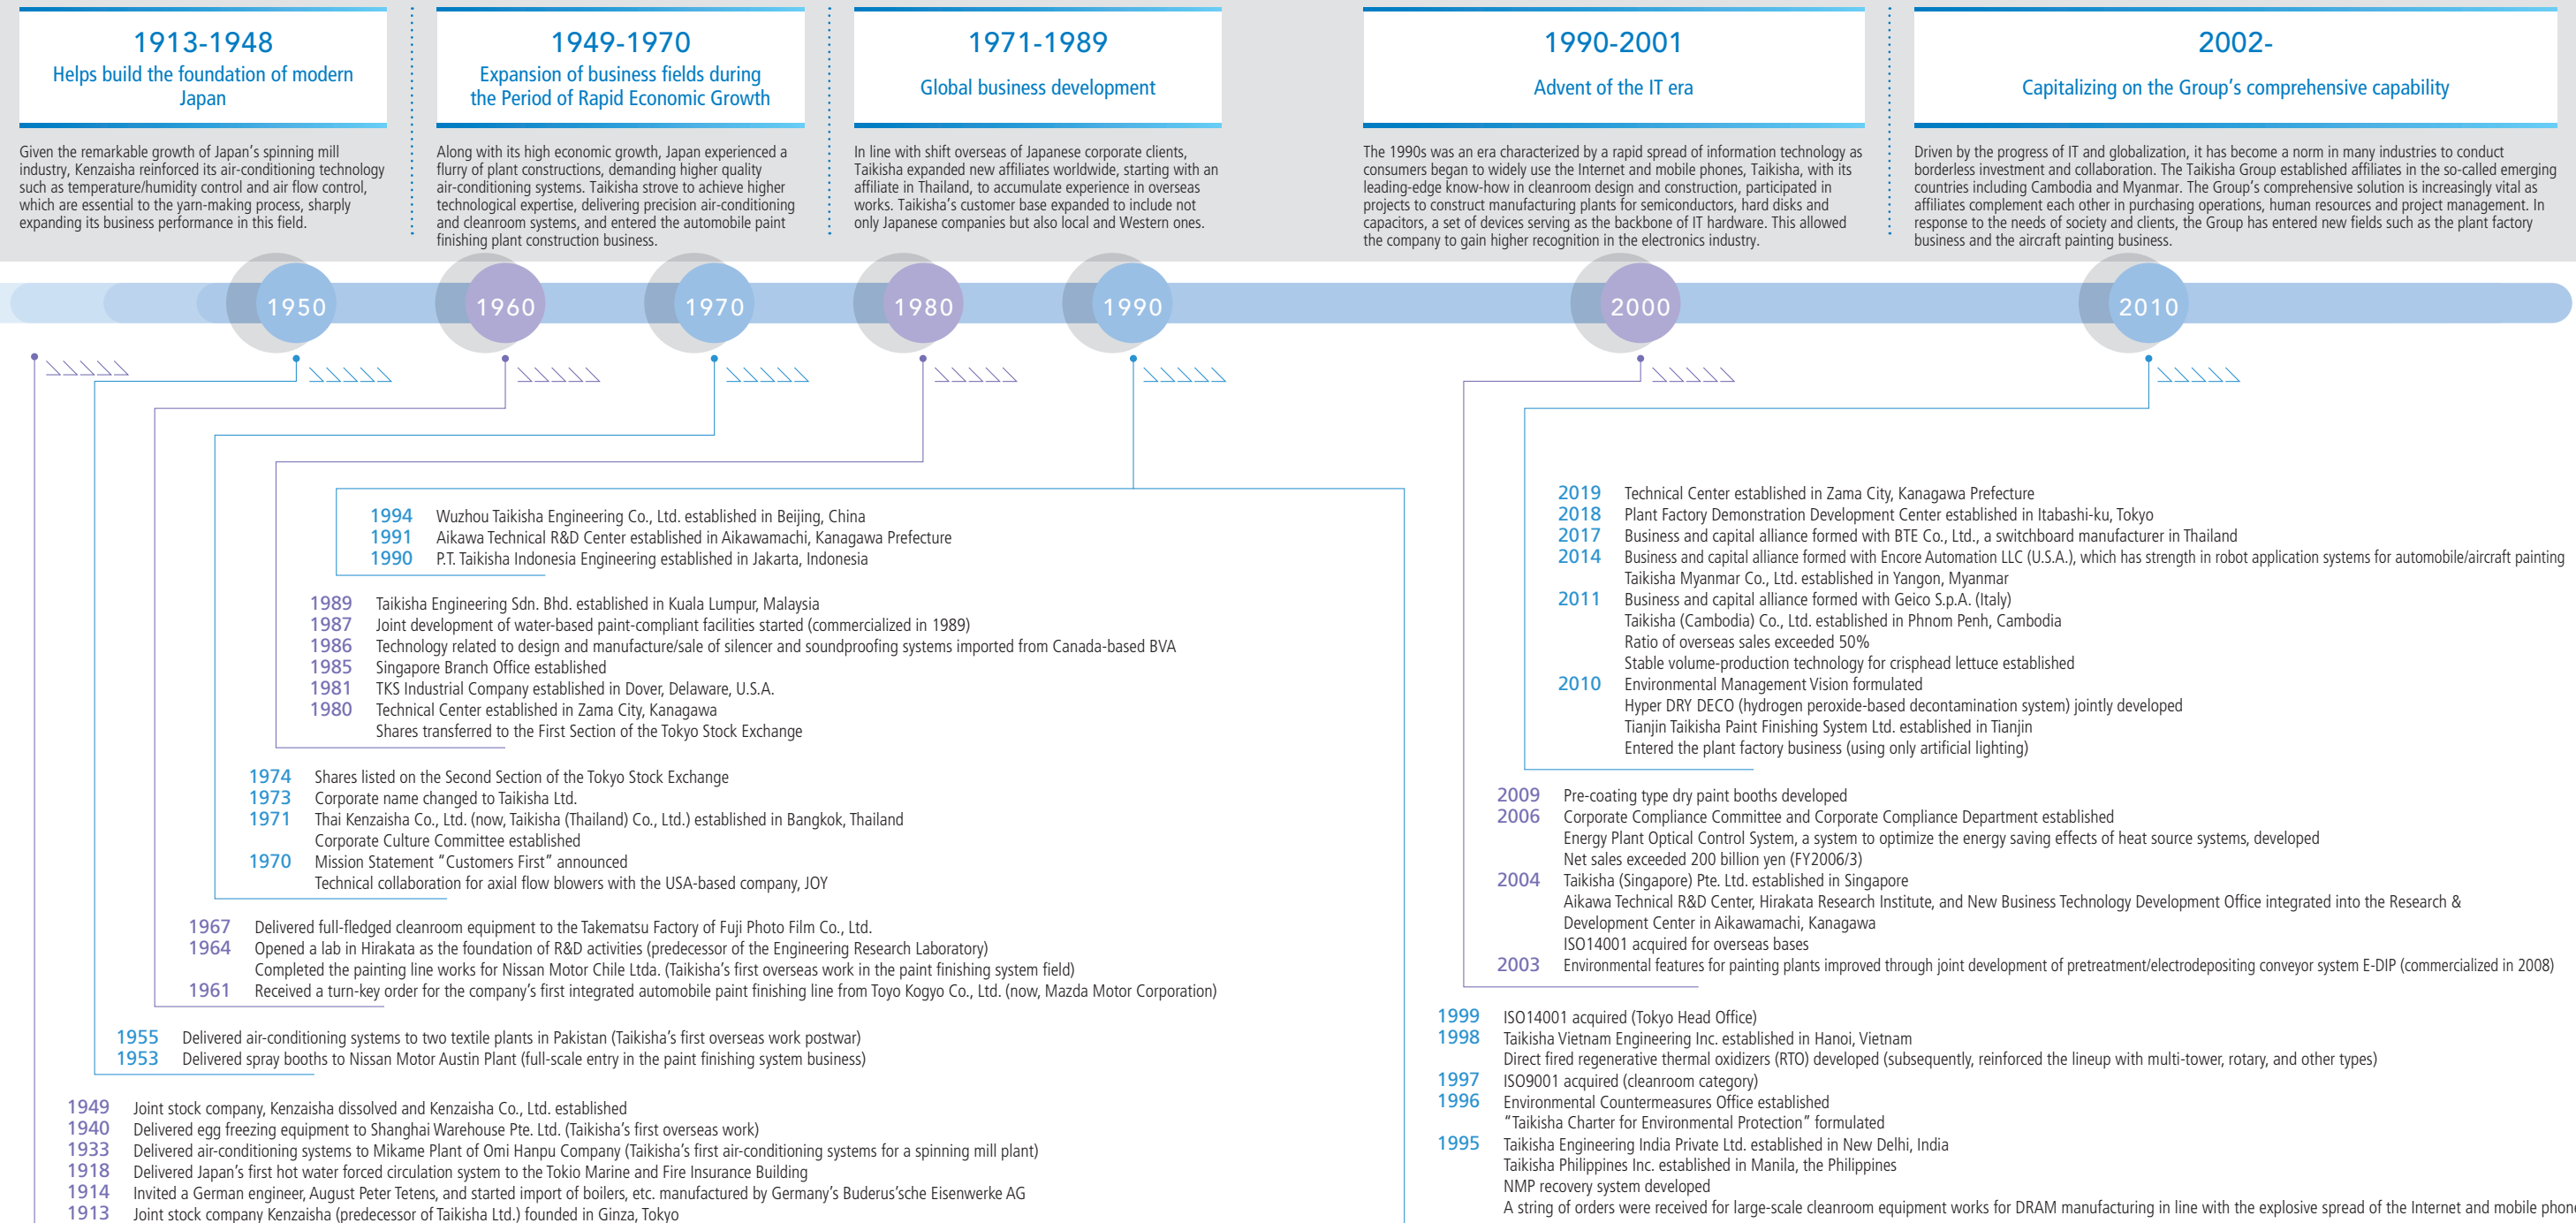 1913-1948
Helps build the foundation of modern
Japan
Given the remarkable growth of Japan's spinning mill
industry, Kenzaisha reinforced its air-conditioning technology
such as temperature/humidity control and air flow control,
which are essential to the yarn-making process, sharply
expanding its business performance in this field.
1949-1970
Expansion of business fields during
the Period of Rapid Economic Growth
Along with its high economic growth, Japan experienced a
flurry of plant constructions, demanding higher quality
air-conditioning systems. Taikisha strove to achieve higher
technological expertise, delivering precision air-conditioning
and cleanroom systems, and entered the automobile paint
finishing plant construction business.
1971-1989
Global business development
In line with shift overseas of Japanese corporate clients,
Taikisha expanded new affiliates worldwide, starting with an
affiliate in Thailand, to accumulate experience in overseas
works. Taikisha's customer base expanded to include not
only Japanese companies but also local and Western ones.
1990-2001
Advent of the IT era
The 1990s was an era characterized by a rapid spread of information technology as
consumers began to widely use the Internet and mobile phones, Taikisha, with its
leading-edge know-how in cleanroom design and construction, participated in
projects to construct manufacturing plants for semiconductors, hard disks and
capacitors, a set of devices serving as the backbone of IT hardware. This allowed
the company to gain higher recognition in the electronics industry.
2002-
Capitalizing on the Group's comprehensive capability
Driven by the progress of IT and globalization, it has become a norm in many industries to conduct
borderless investment and collaboration. The Taikisha Group established affiliates in the so-called emerging
countries including Cambodia and Myanmar. The Group's comprehensive solution is increasingly vital as
affiliates complement each other in purchasing operations, human resources and project management. In
response to the needs of society and clients, the Group has entered new fields such as the plant factory
business and the aircraft painting business.
1950
1960
1970
1980
1990
2000
2010
1994 Wuzhou Taikisha Engineering Co., Ltd. established in Beijing, China
1991 Aikawa Technical R&D Center established in Aikawamachi, Kanagawa Prefecture
1990 P.T. Taikisha Indonesia Engineering established in Jakarta, Indonesia
1989 Taikisha Engineering Sdn. Bhd. established in Kuala Lumpur, Malaysia
1987 Joint development of water-based paint-compliant facilities started (commercialized in 1989)
1986 Technology related to design and manufacture/sale of silencer and soundproofing systems imported from Canada-based BVA
1985 Singapore Branch Office established
1981 TKS Industrial Company established in Dover, Delaware, U.S.A.
1980 Technical Center established in Zama City, Kanagawa
Shares transferred to the First Section of the Tokyo Stock Exchange
1974 Shares listed on the Second Section of the Tokyo Stock Exchange
1973 Corporate name changed to Taikisha Ltd.
1971 Thai Kenzaisha Co., Ltd. (now, Taikisha (Thailand) Co., Ltd.) established in Bangkok, Thailand
Corporate Culture Committee established
1970 Mission Statement "Customers First" announced
Technical collaboration for axial flow blowers with the USA-based company, JOY
1967 Delivered full-fledged cleanroom equipment to the Takematsu Factory of Fuji Photo Film Co., Ltd.
1964 Opened a lab in Hirakata as the foundation of R&D activities (predecessor of the Engineering Research Laboratory)
Completed the painting line works for Nissan Motor Chile Ltda. (Taikisha's first overseas work in the paint finishing system field)
1961 Received a turn-key order for the company's first integrated automobile paint finishing line from Toyo Kogyo Co., Ltd. (now, Mazda Motor Corporation)
1955 Delivered air-conditioning systems to two textile plants in Pakistan (Taikisha's first overseas work postwar)
1953 Delivered spray booths to Nissan Motor Austin Plant (full-scale entry in the paint finishing system business)
1949 Joint stock company, Kenzaisha dissolved and Kenzaisha Co., Ltd. established
1940 Delivered egg freezing equipment to Shanghai Warehouse Pte. Ltd. (Taikisha's first overseas work)
1933 Delivered air-conditioning systems to Mikame Plant of Omi Hanpu Company (Taikisha's first air-conditioning systems for a spinning mill plant)
1918 Delivered Japan's first hot water forced circulation system to the Tokio Marine and Fire Insurance Building
1914 Invited a German engineer, August Peter Tetens, and started import of boilers, etc. manufactured by Germany's Buderus'sche Eisenwerke AG
1913 Joint stock company Kenzaisha (predecessor of Taikisha Ltd.) founded in Ginza, Tokyo
2019 Technical Center established in Zama City, Kanagawa Prefecture
2018 Plant Factory Demonstration Development Center established in Itabashi-ku, Tokyo
2017 Business and capital alliance formed with BTE Co., Ltd., a switchboard manufacturer in Thailand
2014 Business and capital alliance formed with Encore Automation LLC (U.S.A.), which has strength in robot application systems for automobile/aircraft painting
Taikisha Myanmar Co., Ltd. established in Yangon, Myanmar
2011 Business and capital alliance formed with Geico S.p.A. (Italy)
Taikisha (Cambodia) Co., Ltd. established in Phnom Penh, Cambodia
Ratio of overseas sales exceeded 50%
Stable volume-production technology for crisphead lettuce established
2010 Environmental Management Vision formulated
Hyper DRY DECO (hydrogen peroxide-based decontamination system) jointly developed
Tianjin Taikisha Paint Finishing System Ltd. established in Tianjin
Entered the plant factory business (using only artificial lighting)
2009 Pre-coating type dry paint booths developed
2006 Corporate Compliance Committee and Corporate Compliance Department established
Energy Plant Optical Control System, a system to optimize the energy saving effects of heat source systems, developed
Net sales exceeded 200 billion yen (FY2006/3)
2004 Taikisha (Singapore) Pte. Ltd. established in Singapore
Aikawa Technical R&D Center, Hirakata Research Institute, and New Business Technology Development Office integrated into the Research &
Development Center in Aikawamachi, Kanagawa
ISO14001 acquired for overseas bases
2003 Environmental features for painting plants improved through joint development of pretreatment/electrodepositing conveyor system E-DIP (commercialized in 2008)
1999 ISO14001 acquired (Tokyo Head Office)
1998 Taikisha Vietnam Engineering Inc. established in Hanoi, Vietnam
Direct fired regenerative thermal oxidizers (RTO) developed (subsequently, reinforced the lineup with multi-tower, rotary, and other types)
1997 ISO9001 acquired (cleanroom category)
1996 Environmental Countermeasures Office established
"Taikisha Charter for Environmental Protection" formulated
1995 Taikisha Engineering India Private Ltd. established in New Delhi, India
Taikisha Philippines Inc. established in Manila, the Philippines
NMP recovery system developed
A string of orders were received for large-scale cleanroom equipment works for DRAM manufacturing in line with the explosive spread of the Internet and mobile phon